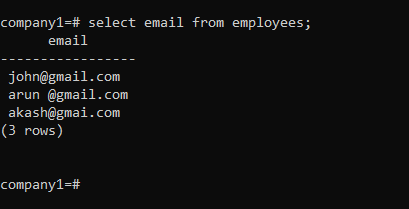 company1=# select email from employees;
email
-----------------
john@gmail.com
arun @gmail.com
akash@gmai.com
(3 rows)
company1=#